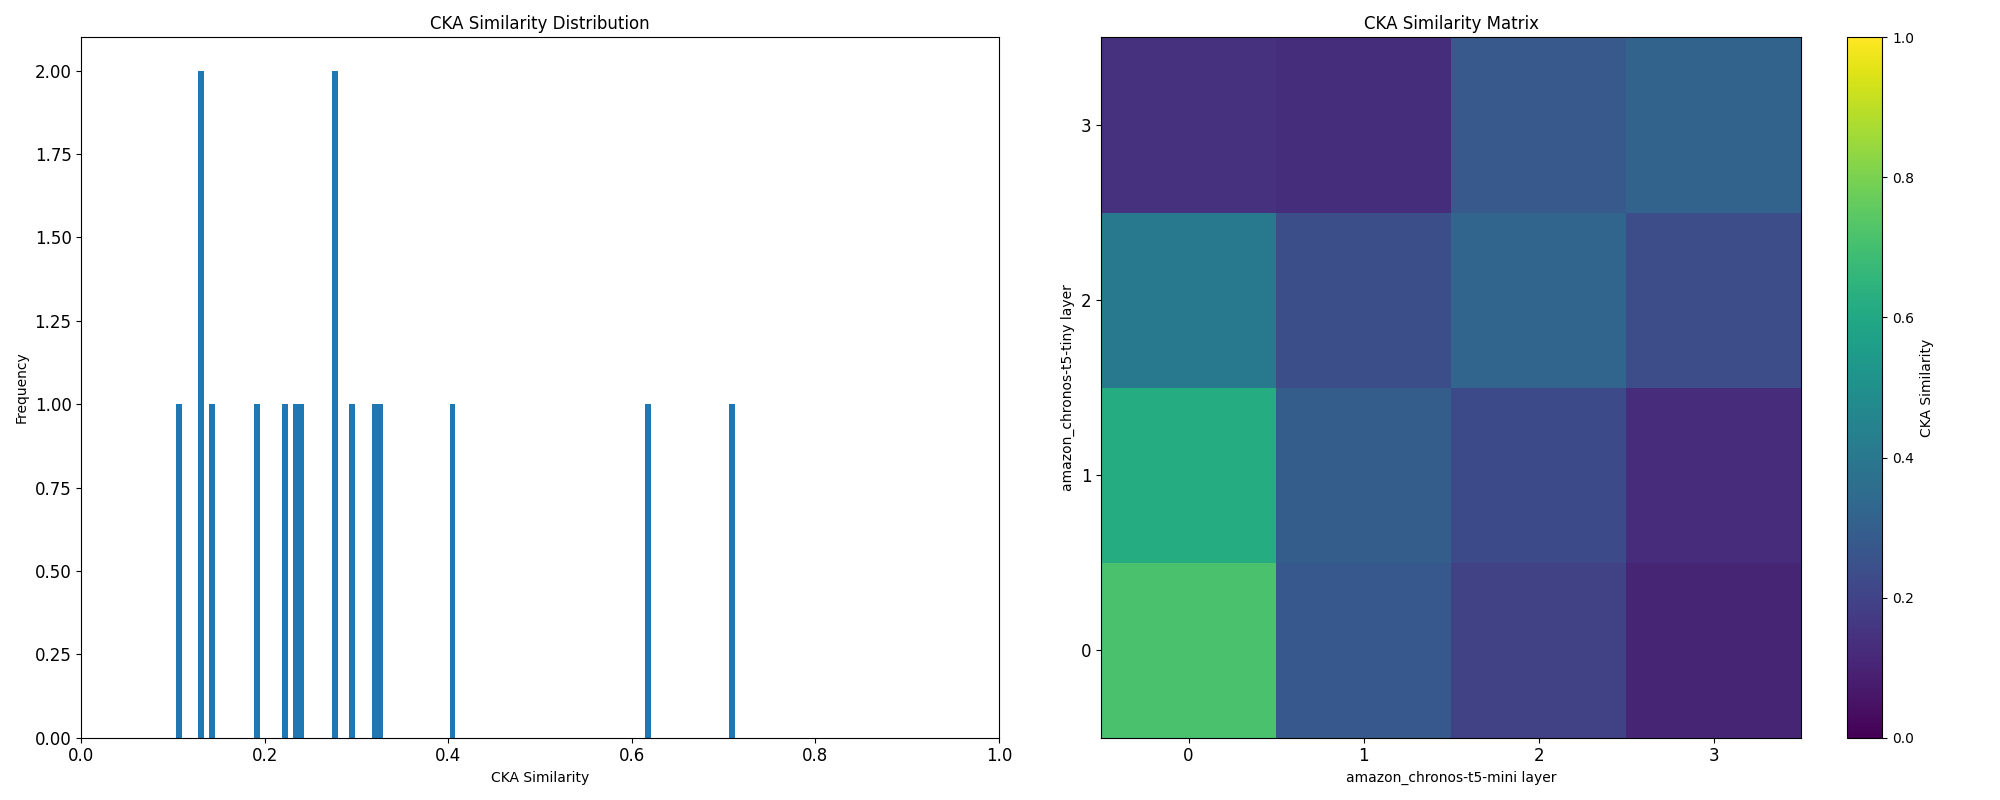 CKA Similarity Distribution
2.00
1.75
1.50
1.25
1.00
0.75
0.50
0.25
0.00
Frequency
0.0 0.2 0.4 0.6 0.8 1.0
CKA Similarity
CKA Similarity Matrix
3
2
1
0
amazon_chronos-t5-tiny layer
0 1 2 3
amazon_chronos-t5-mini layer
1.0
0.8
0.6
0.4
0.2
0.0
CKA Similarity